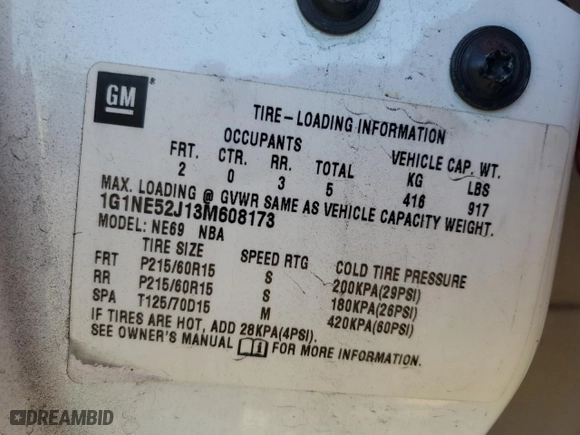 GM
TIRE-LOADING INFORMATION
OCCUPANTS VEHICLE CAP. WT.
FRT. CTR. RR. TOTAL KG LBS
2 0 3 5 416 917
MAX. LOADING @ GVWR SAME AS VEHICLE CAPACITY WEIGHT.
1G1NE52J13M608173
MODEL: NE69 NBA
TIRE SIZE SPEED RTG COLD TIRE PRESSURE
FRT P215/60R15 S 200KPA(29PSI)
RR P215/60R15 S 180KPA(26PSI)
SPA T125/70D15 M 420KPA(60PSI)
IF TIRES ARE HOT, ADD 28KPA(4PSI).
SEE OWNER'S MANUAL FOR MORE INFORMATION.
DREAMBID